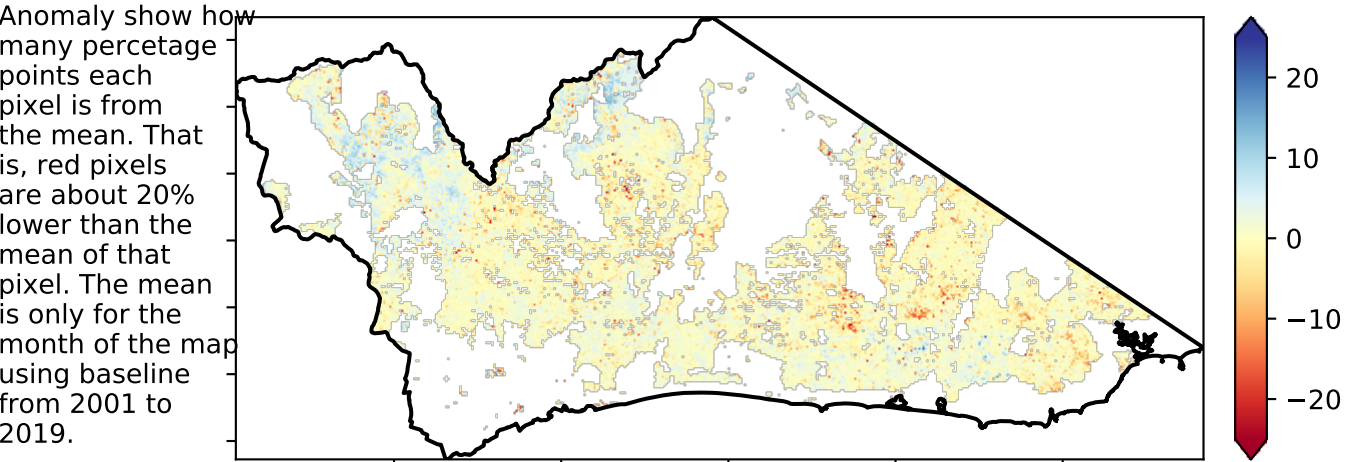 Anomaly show how
many percetage
points each
pixel is from
the mean. That
is, red pixels
are about 20%
lower than the
mean of that
pixel. The mean
is only for the
month of the map
using baseline
from 2001 to
2019.
20
10
0
−10
−20